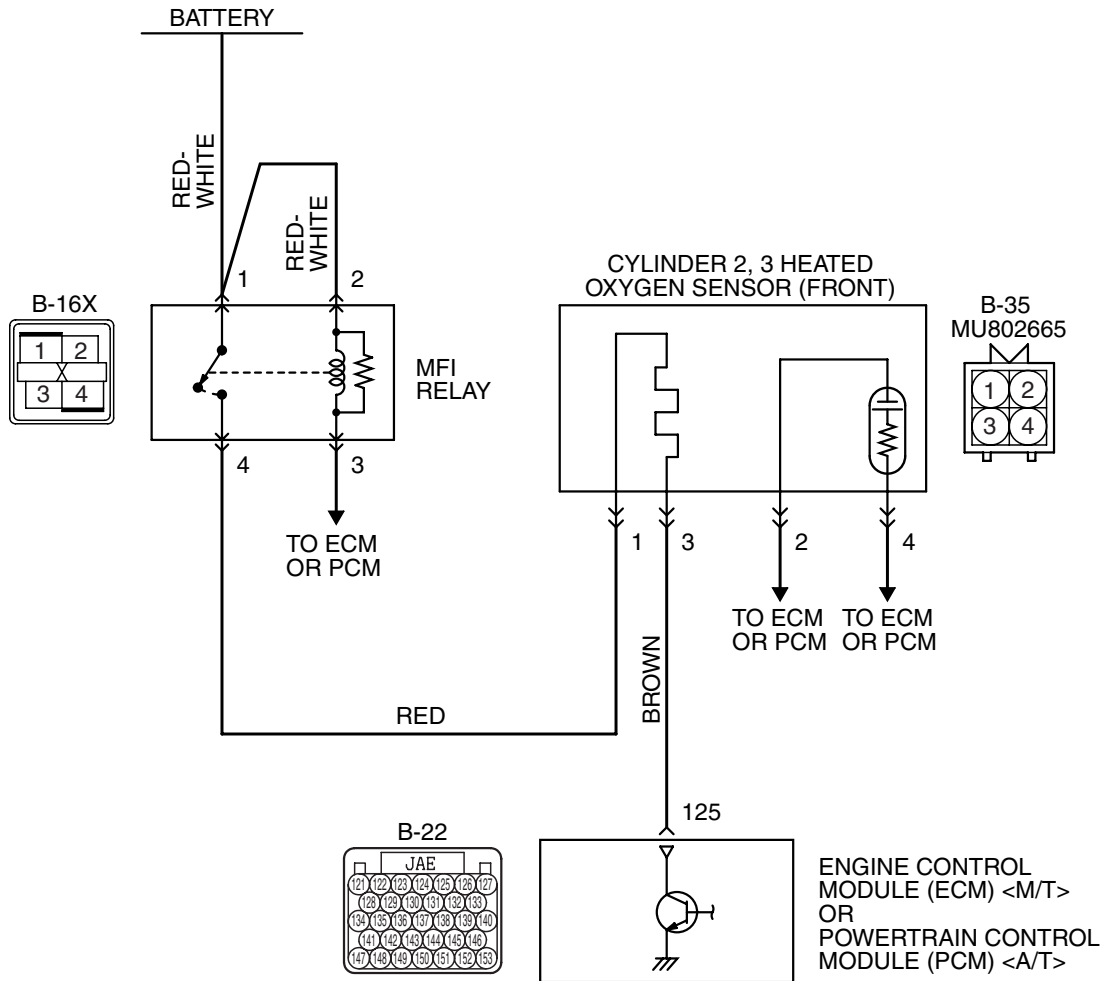 BATTERY
RED-
WHITE
RED-
WHITE
1
2
B-16X
1 2
3 4
MFI
RELAY
4
3
TO ECM
OR PCM
CYLINDER 2, 3 HEATED
OXYGEN SENSOR (FRONT)
B-35
MU802665
1 2
3 4
1
3
2
4
TO ECM
OR PCM
TO ECM
OR PCM
BROWN
RED
125
B-22
JAE
121 122 123 124 125 126 127
128 129 130 131 132 133
134 135 136 137 138 139 140
141 142 143 144 145 146
147 148 149 150 151 152 153
ENGINE CONTROL
MODULE (ECM) <M/T>
OR
POWERTRAIN CONTROL
MODULE (PCM) <A/T>